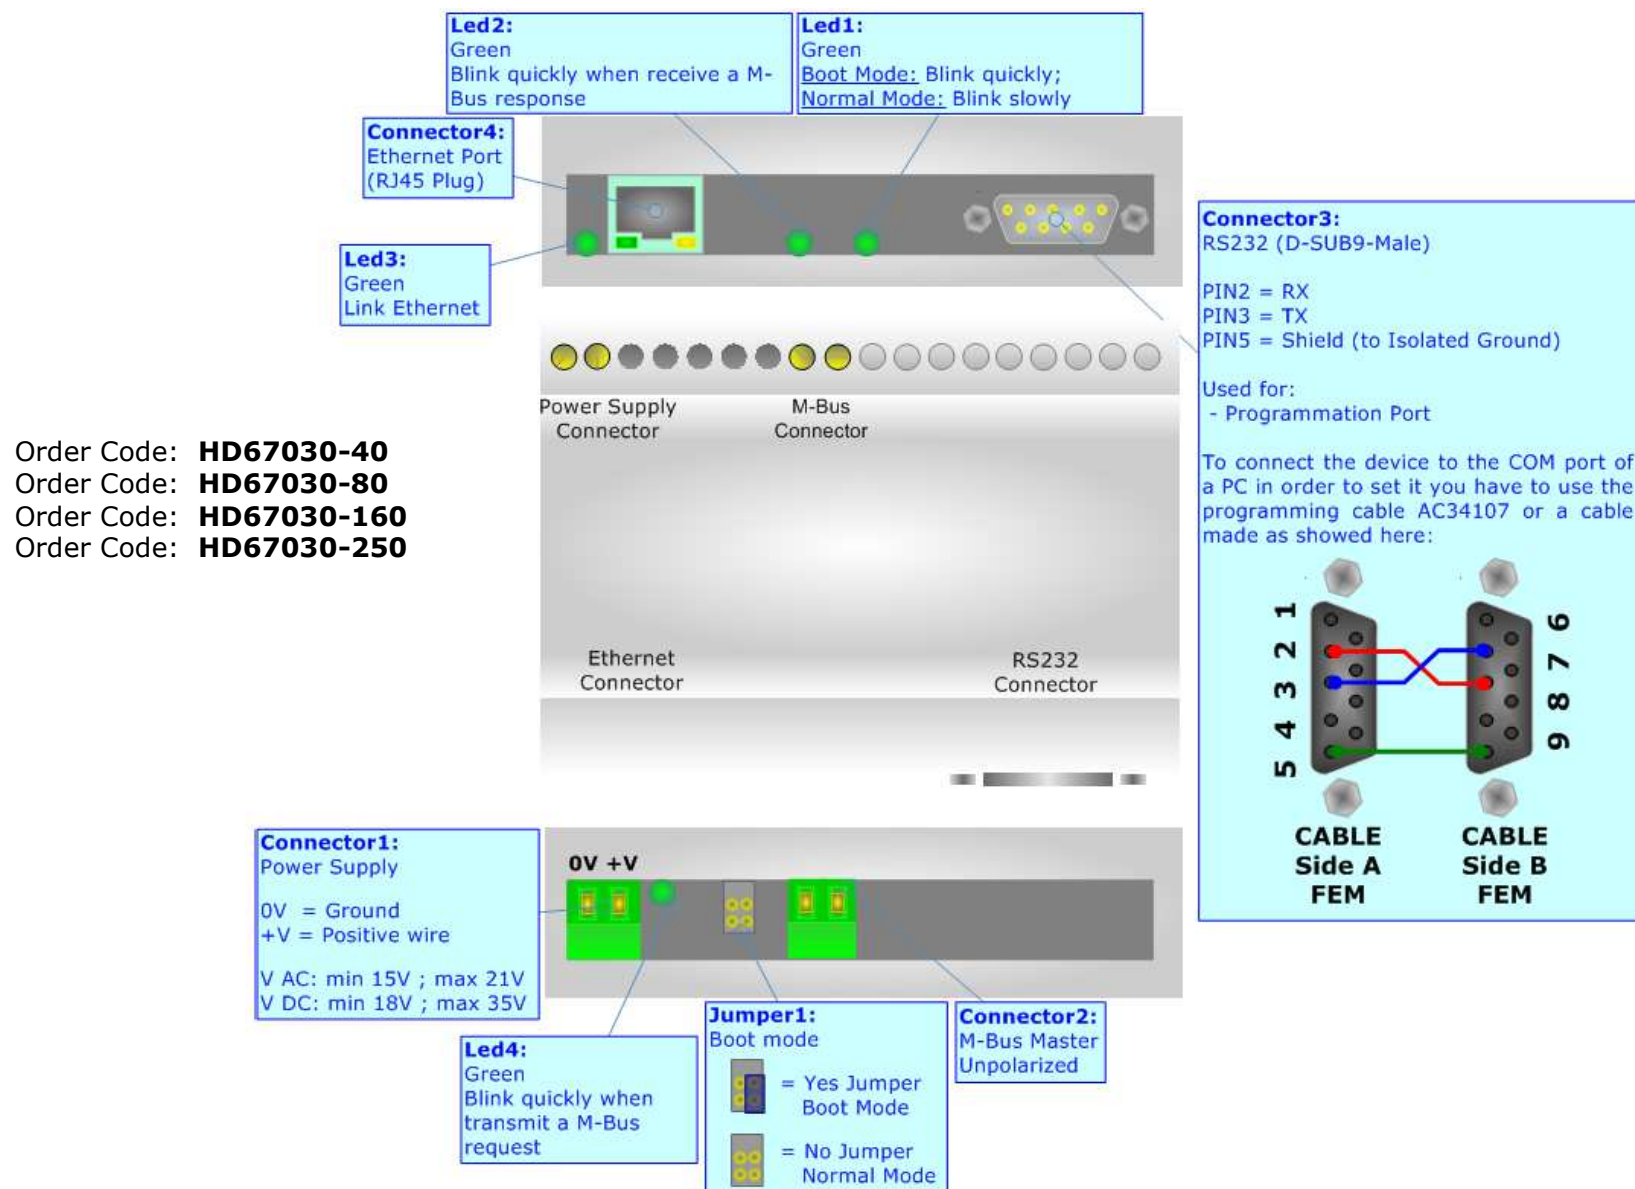 Led2:
Green
Blink quickly when receive a M-
Bus response
Led1:
Green
Boot Mode: Blink quickly;
Normal Mode: Blink slowly
Connector4:
Ethernet Port
(RJ45 Plug)
Led3:
Green
Link Ethernet
Connector3:
RS232 (D-SUB9-Male)
PIN2 = RX
PIN3 = TX
PIN5 = Shield (to Isolated Ground)
Used for:
- Programmation Port
To connect the device to the COM port of
a PC in order to set it you have to use the
programming cable AC34107 or a cable
made as showed here:
1
2
3
4
5
6
7
8
9
CABLE
Side A
FEM
CABLE
Side B
FEM
Power Supply
Connector
M-Bus
Connector
Order Code: HD67030-40
Order Code: HD67030-80
Order Code: HD67030-160
Order Code: HD67030-250
Ethernet
Connector
RS232
Connector
Connector1:
Power Supply
0V = Ground
+V = Positive wire
V AC: min 15V ; max 21V
V DC: min 18V ; max 35V
0V +V
Led4:
Green
Blink quickly when
transmit a M-Bus
request
Jumper1:
Boot mode
= Yes Jumper
Boot Mode
= No Jumper
Normal Mode
Connector2:
M-Bus Master
Unpolarized